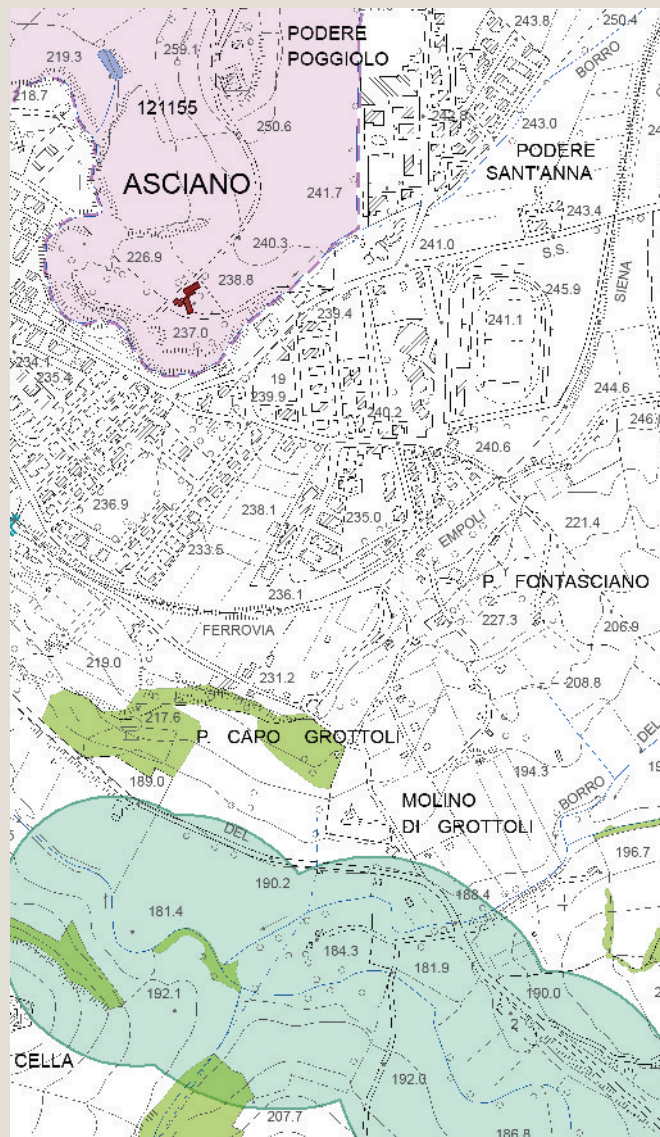 243.8
250.4
PODERE
POGGIOLO
219.3
259.1
BORRO
218.7
121155
250.6
243.0
PODERE
SANT'ANNA
ASCIANO
241.7
243.4
226.9
240.3
241.0
S.S.
238.8
245.9
SIENA
239.4
241.1
237.0
234.1
235.4
19
239.9
240.2
244.6
240.6
236.9
238.1
235.0
EMPOLI
221.4
233.5
236.1
P. FONTASCIANO
227.3
206.9
FERROVIA
219.0
231.2
208.8
217.6
P. CAPO GROTTOLI
DEL
189.0
194.3
BORRO
MOLINO
DI GROTTOLI
DEL
196.7
190.2
188.4
181.4
184.3
181.9
192.1
190.0
2
CELLA
192.0
207.7
186.8